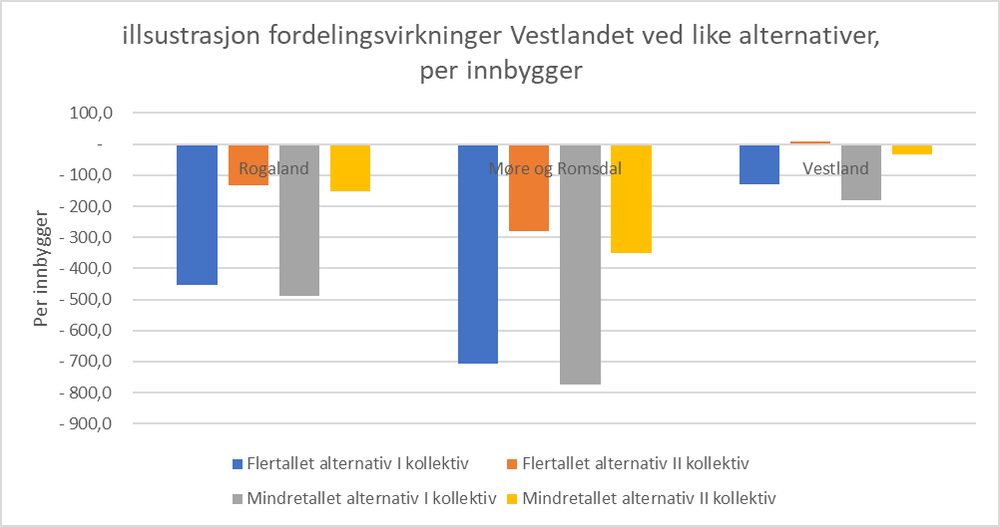 illsustrasjon fordelingsvirkninger Vestlandet ved like alternativer,
per innbygger
Per innbygger
100,0
-
- 100,0
- 200,0
- 300,0
- 400,0
- 500,0
- 600,0
- 700,0
- 800,0
- 900,0
Rogaland
Møre og Romsdal
Vestland
Flertallet alternativ I kollektiv
Flertallet alternativ II kollektiv
Mindretallet alternativ I kollektiv
Mindretallet alternativ II kollektiv